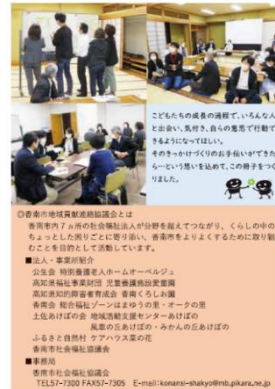 こどもたちの成長の過程で、いろんな人
と出会い、気付き、自らの意思で行動で
きるようになってほしい。
そのきっかけづくりのお手伝いができた
ら…という思いを込めて、この冊子をつく
りました。
◎香南市地域貢献連絡協議会とは
香南市内7ヵ所の社会福祉法人が分野を超えてつながり、くらしの中の
ちょっとした困りごとに寄り添い、香南市をよりよくするために取り組
むことを目的として活動しています。
■法人・事業所紹介
公生会 特別養護老人ホームオーベルジュ
高知県福祉事業財団 児童養護施設愛童園
高知県知的障害者育成会 香南くろしお園
香南会 総合福祉ゾーンはまゆうの里・オークの里
土佐あけぼの会 地域活動支援センターあけぼの
風車の丘あけぼの・みかんの丘あけぼの
ふるさと自然村 ケアハウス菜の花
香南市社会福祉協議会
■事務局
香南市社会福祉協議会
TEL57-7300 FAX57-7305 E-mail:konansi-shakyo@mb.pikara.ne.jp